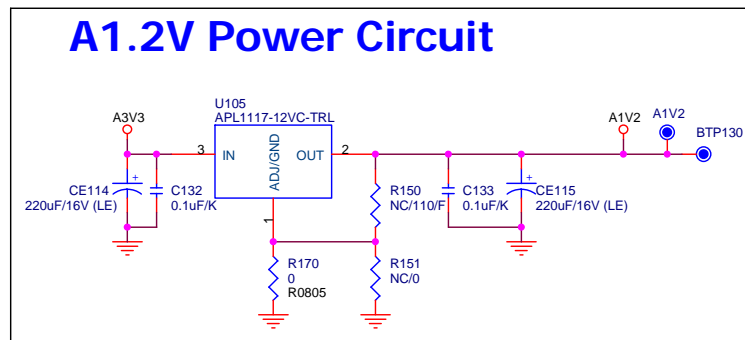 A1.2V Power Circuit
U105
APL1117-12VC-TRL
A3V3
A1V2
A1V2
BTP130
3
IN
ADJ/GND
OUT
2
1
+
CE114
220uF/16V (LE)
C132
0.1uF/K
R150
NC/110/F
C133
0.1uF/K
+
CE115
220uF/16V (LE)
R170
0
R0805
R151
NC/0